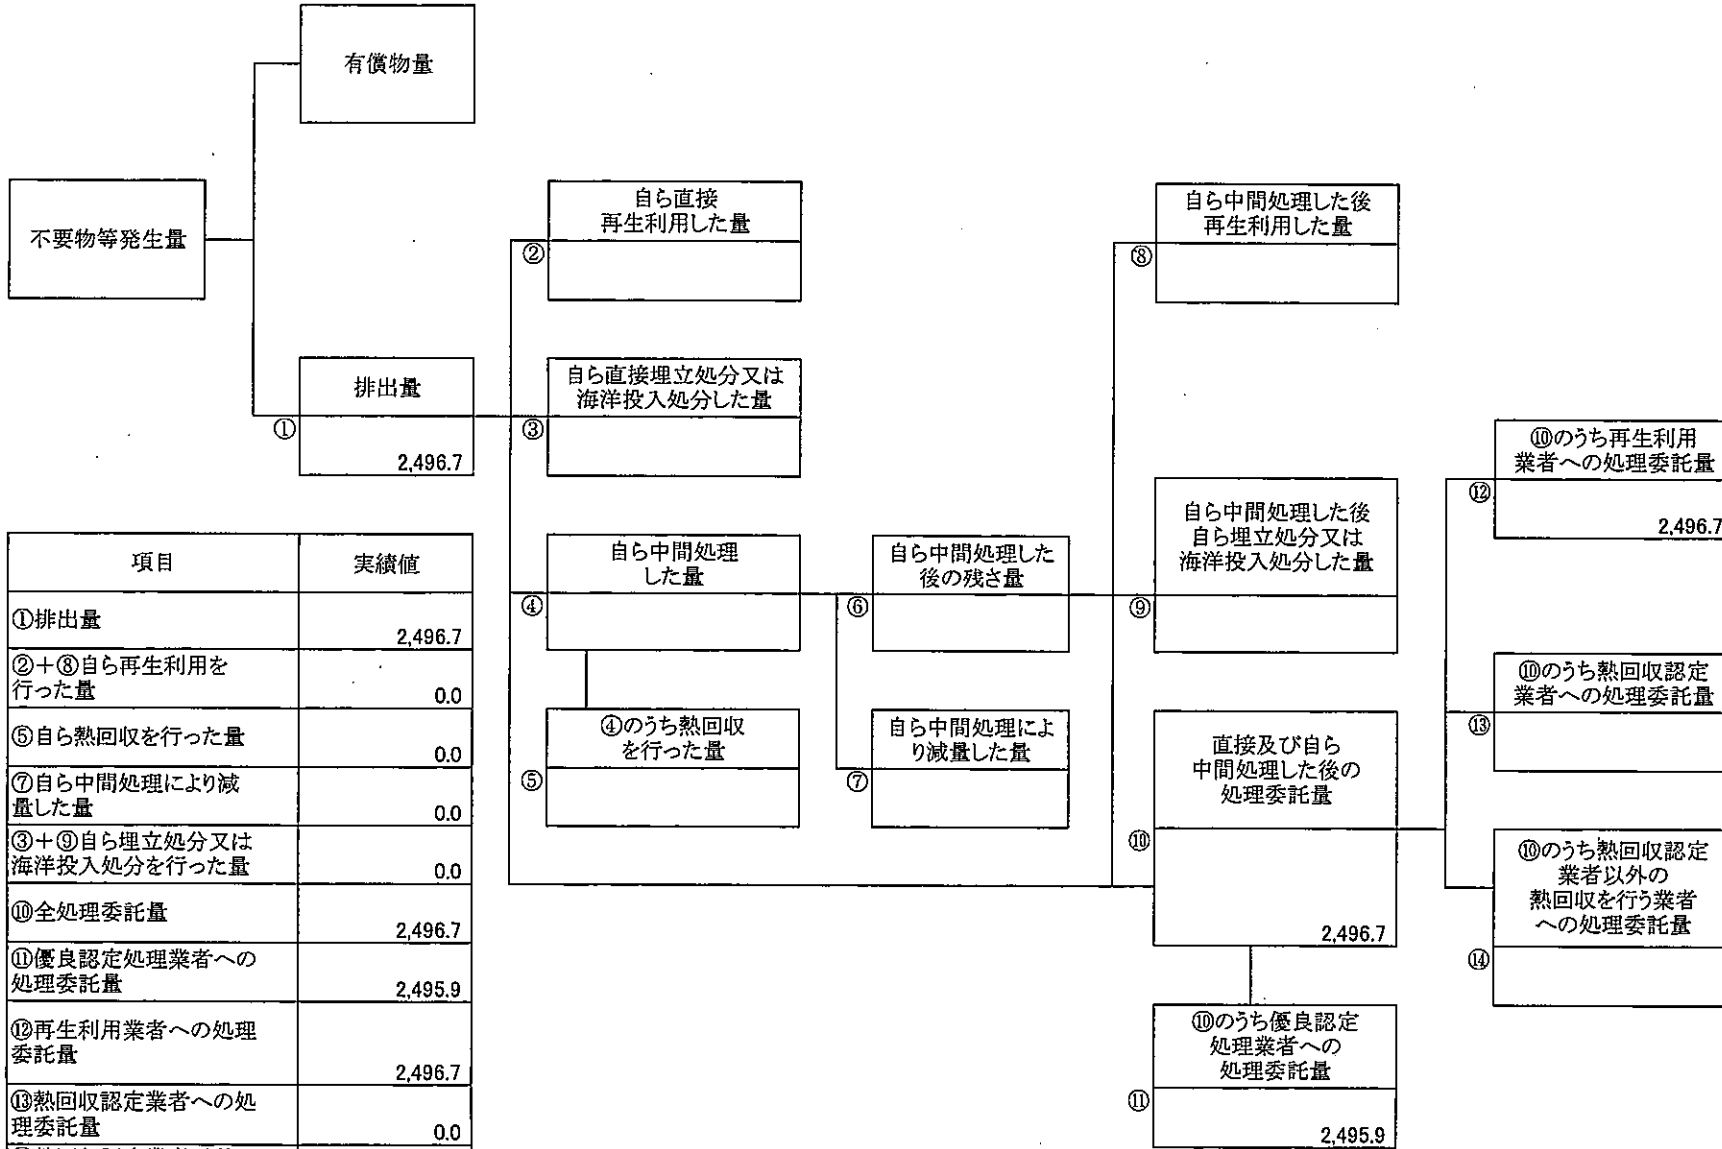 有償物量
不要物等発生量
自ら直接
再生利用した量
②
自ら中間処理した後
再生利用した量
⑧
排出量
①
2,496.7
自ら直接埋立処分又は
海洋投入処分した量
③
⑩のうち再生利用
業者への処理委託量
⑫
2,496.7
自ら中間処理
した量
④
自ら中間処理した
後の残さ量
⑥
自ら中間処理した後
自ら埋立処分又は
海洋投入処分した量
⑨
⑩のうち熱回収認定
業者への処理委託量
⑬
④のうち熱回収
を行った量
⑤
自ら中間処理によ
り減量した量
⑦
直接及び自ら
中間処理した後の
処理委託量
⑩
2,496.7
⑩のうち熱回収認定
業者以外の
熱回収を行う業者
への処理委託量
⑭
⑩のうち優良認定
処理業者への
処理委託量
⑪
2,495.9
項目 実績値
①排出量
2,496.7
②+⑧自ら再生利用を
行った量
0.0
⑤自ら熱回収を行った量
0.0
⑦自ら中間処理により減
量した量
0.0
③+⑨自ら埋立処分又は
海洋投入処分を行った量
0.0
⑩全処理委託量
2,496.7
⑪優良認定処理業者への
処理委託量
2,495.9
⑫再生利用業者への処理
委託量
2,496.7
⑬熱回収認定業者への処
理委託量
0.0